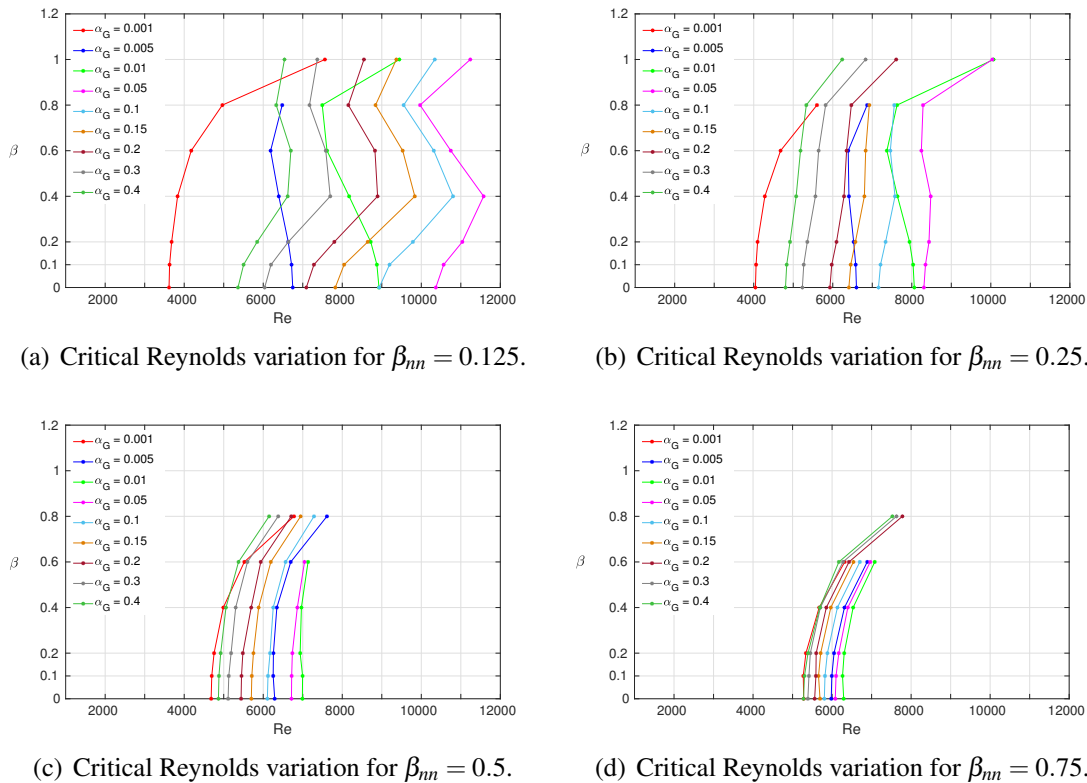 1.2
1
0.8
0.6
0.4
0.2
0.1
0
β
α_G = 0.001
α_G = 0.005
α_G = 0.01
α_G = 0.05
α_G = 0.1
α_G = 0.15
α_G = 0.2
α_G = 0.3
α_G = 0.4
2000 4000 6000 8000 10000 12000
Re
(a) Critical Reynolds variation for β_nn = 0.125.
1.2
1
0.8
0.6
0.4
0.2
0.1
0
β
α_G = 0.001
α_G = 0.005
α_G = 0.01
α_G = 0.05
α_G = 0.1
α_G = 0.15
α_G = 0.2
α_G = 0.3
α_G = 0.4
2000 4000 6000 8000 10000 12000
Re
(b) Critical Reynolds variation for β_nn = 0.25.
1.2
1
0.8
0.6
0.4
0.2
0.1
0
β
α_G = 0.001
α_G = 0.005
α_G = 0.01
α_G = 0.05
α_G = 0.1
α_G = 0.15
α_G = 0.2
α_G = 0.3
α_G = 0.4
2000 4000 6000 8000 10000 12000
Re
(c) Critical Reynolds variation for β_nn = 0.5.
1.2
1
0.8
0.6
0.4
0.2
0.1
0
β
α_G = 0.001
α_G = 0.005
α_G = 0.01
α_G = 0.05
α_G = 0.1
α_G = 0.15
α_G = 0.2
α_G = 0.3
α_G = 0.4
2000 4000 6000 8000 10000 12000
Re
(d) Critical Reynolds variation for β_nn = 0.75.